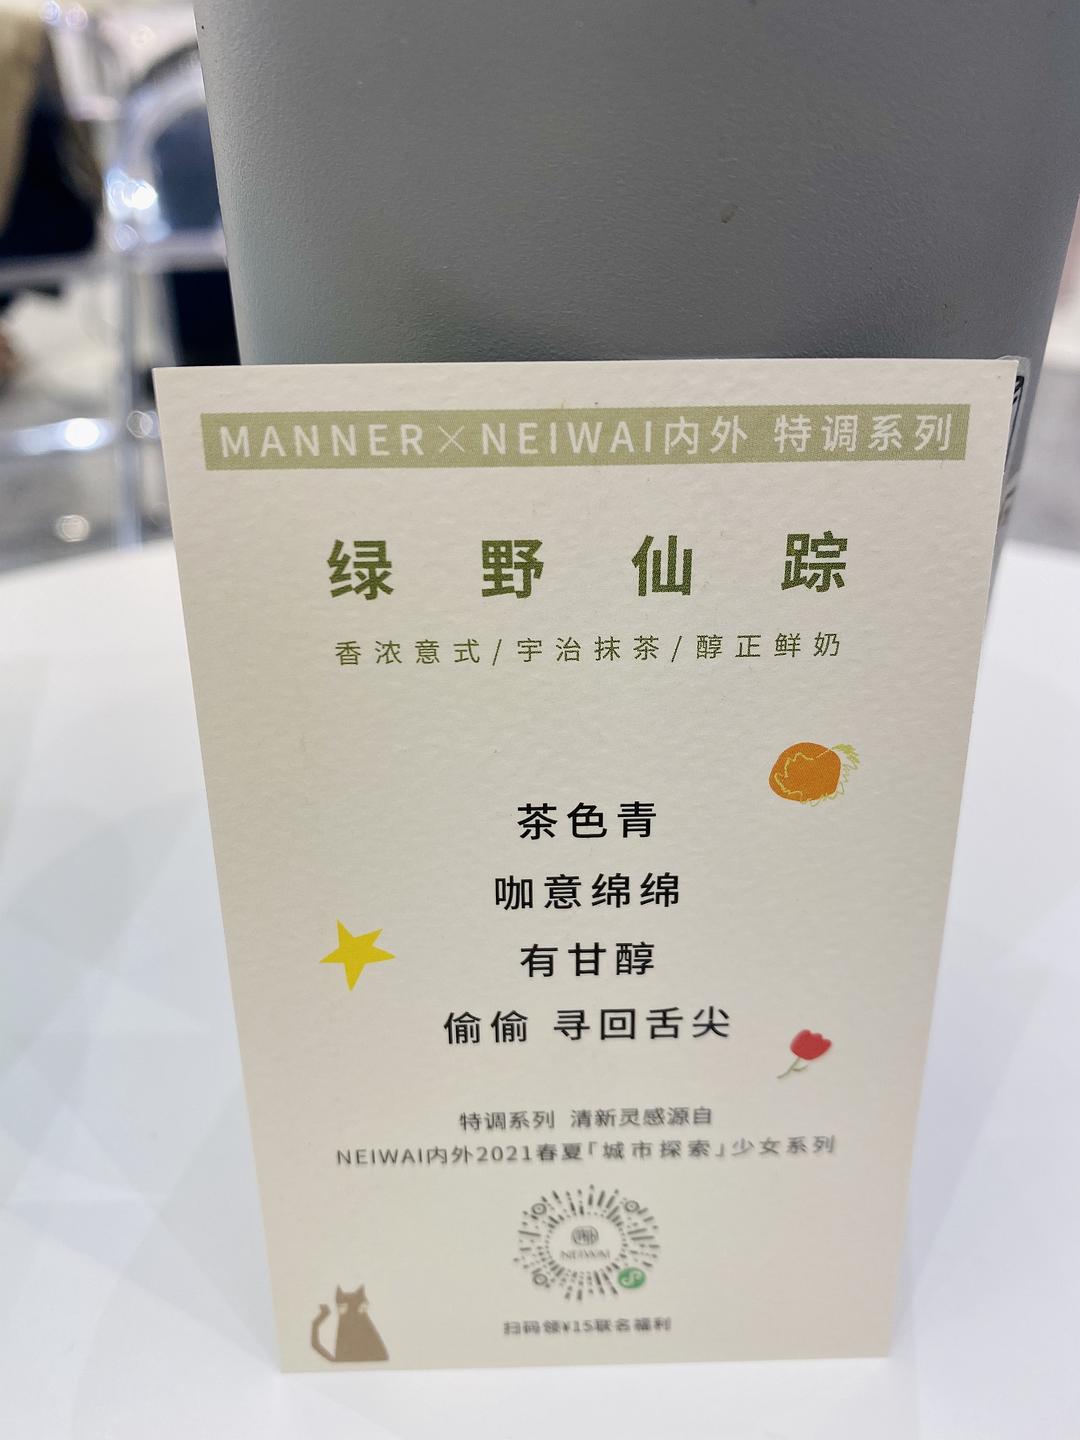 MANNER×NEIWAI内外 特调系列
绿野仙踪
香浓意式/宇治抹茶/醇正鲜奶
茶色青
咖意绵绵
有甘醇
偷偷 寻回舌尖
特调系列 清新灵感源自
NEIWAI内外2021春夏「城市探索」少女系列
NEIWAI
扫码领¥15联名福利